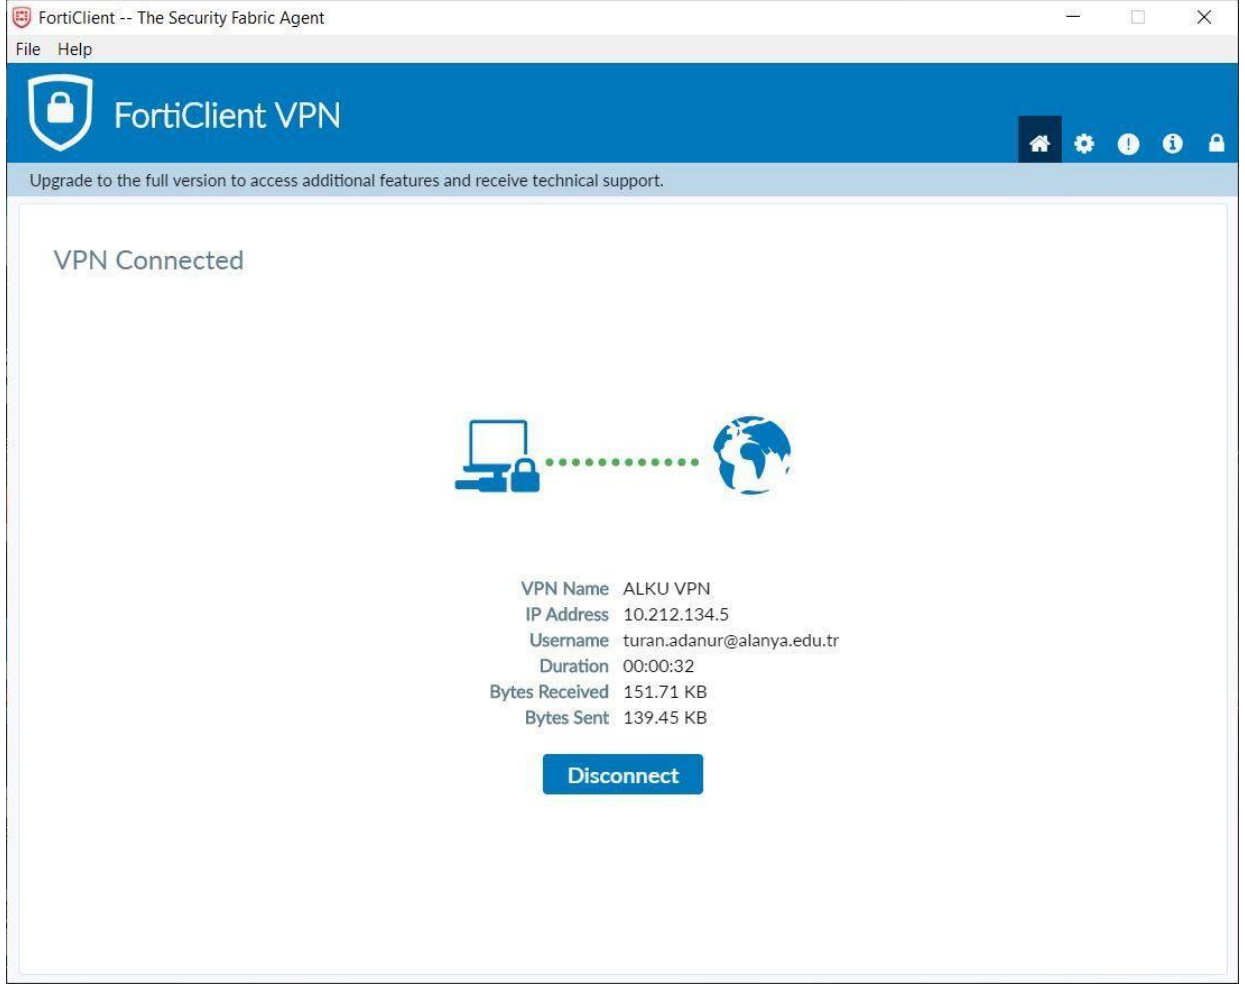 FortiClient -- The Security Fabric Agent
File Help
FortiClient VPN
Upgrade to the full version to access additional features and receive technical support.
VPN Connected
VPN Name ALKU VPN
IP Address 10.212.134.5
Username turan.adanur@alanya.edu.tr
Duration 00:00:32
Bytes Received 151.71 KB
Bytes Sent 139.45 KB
Disconnect